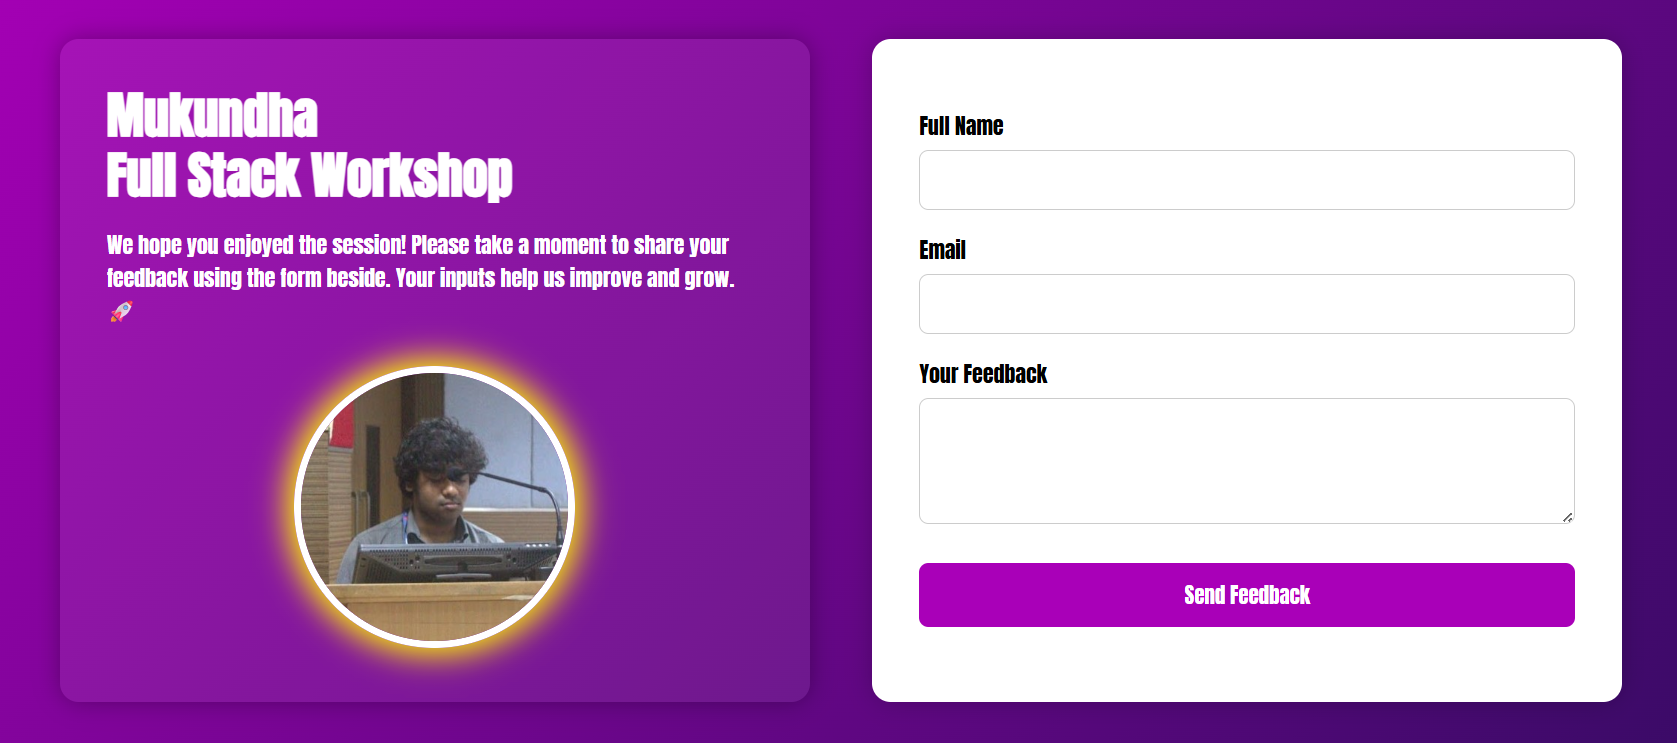 Mukundha
Full Stack Workshop
We hope you enjoyed the session! Please take a moment to share your
feedback using the form beside. Your inputs help us improve and grow.
🚀
Full Name
Email
Your Feedback
Send Feedback